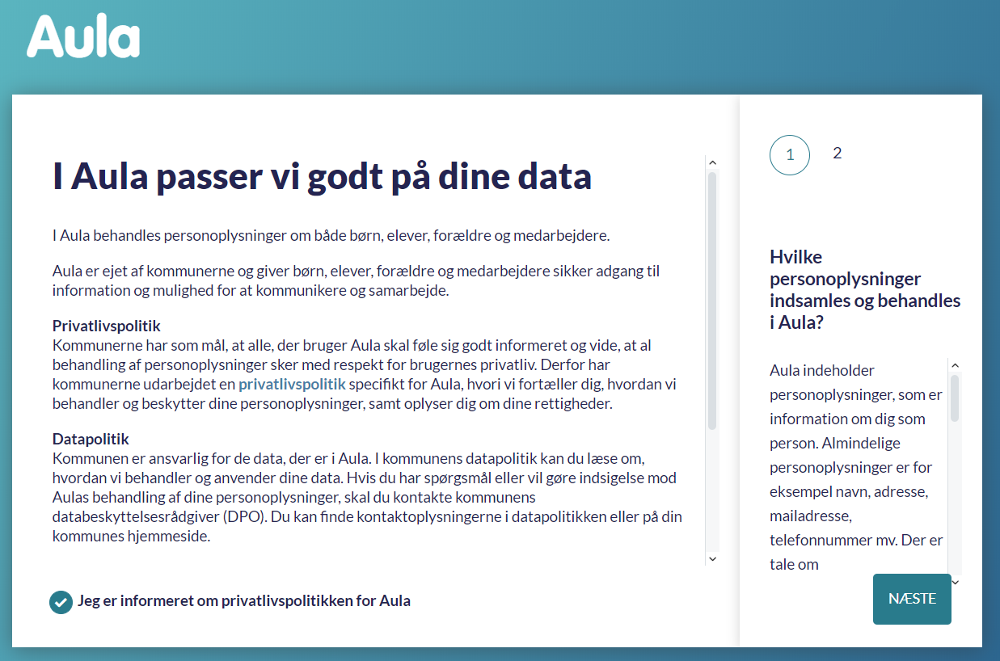 Aula
I Aula passer vi godt på dine data
I Aula behandles personoplysninger om både børn, elever, forældre og medarbejdere.
Aula er ejet af kommunerne og giver børn, elever, forældre og medarbejdere sikker adgang til
information og mulighed for at kommunikere og samarbejde.
Privatlivspolitik
Kommunerne har som mål, at alle, der bruger Aula skal føle sig godt informeret og vide, at al
behandling af personoplysninger sker med respekt for brugernes privatliv. Derfor har
kommunerne udarbejdet en privatlivspolitik specifikt for Aula, hvori vi fortæller dig, hvordan vi
behandler og beskytter dine personoplysninger, samt oplyser dig om dine rettigheder.
Datapolitik
Kommunen er ansvarlig for de data, der er i Aula. I kommunens datapolitik kan du læse om,
hvordan vi behandler og anvender dine data. Hvis du har spørgsmål eller vil gøre indsigelse mod
Aulas behandling af dine personoplysninger, skal du kontakte kommunens
databeskyttelsesrådgiver (DPO). Du kan finde kontaktoplysningerne i datapolitikken eller på din
kommunes hjemmeside.
Jeg er informeret om privatlivspolitikken for Aula
1 2
Hvilke
personoplysninger
indsamles og behandles
i Aula?
Aula indeholder
personoplysninger, som er
information om dig som
person. Almindelige
personoplysninger er for
eksempel navn, adresse,
mailadresse,
telefonnummer mv. Der er
tale om
NÆSTE